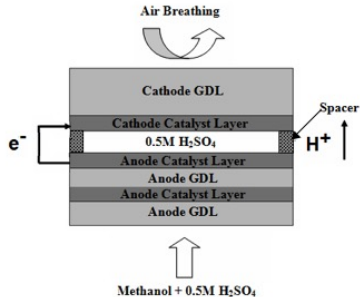 Air Breathing
Cathode GDL
Spacer
Cathode Catalyst Layer
e⁻
0.5M H₂SO₄
H⁺
Anode Catalyst Layer
Anode GDL
Anode Catalyst Layer
Anode GDL
Methanol + 0.5M H₂SO₄